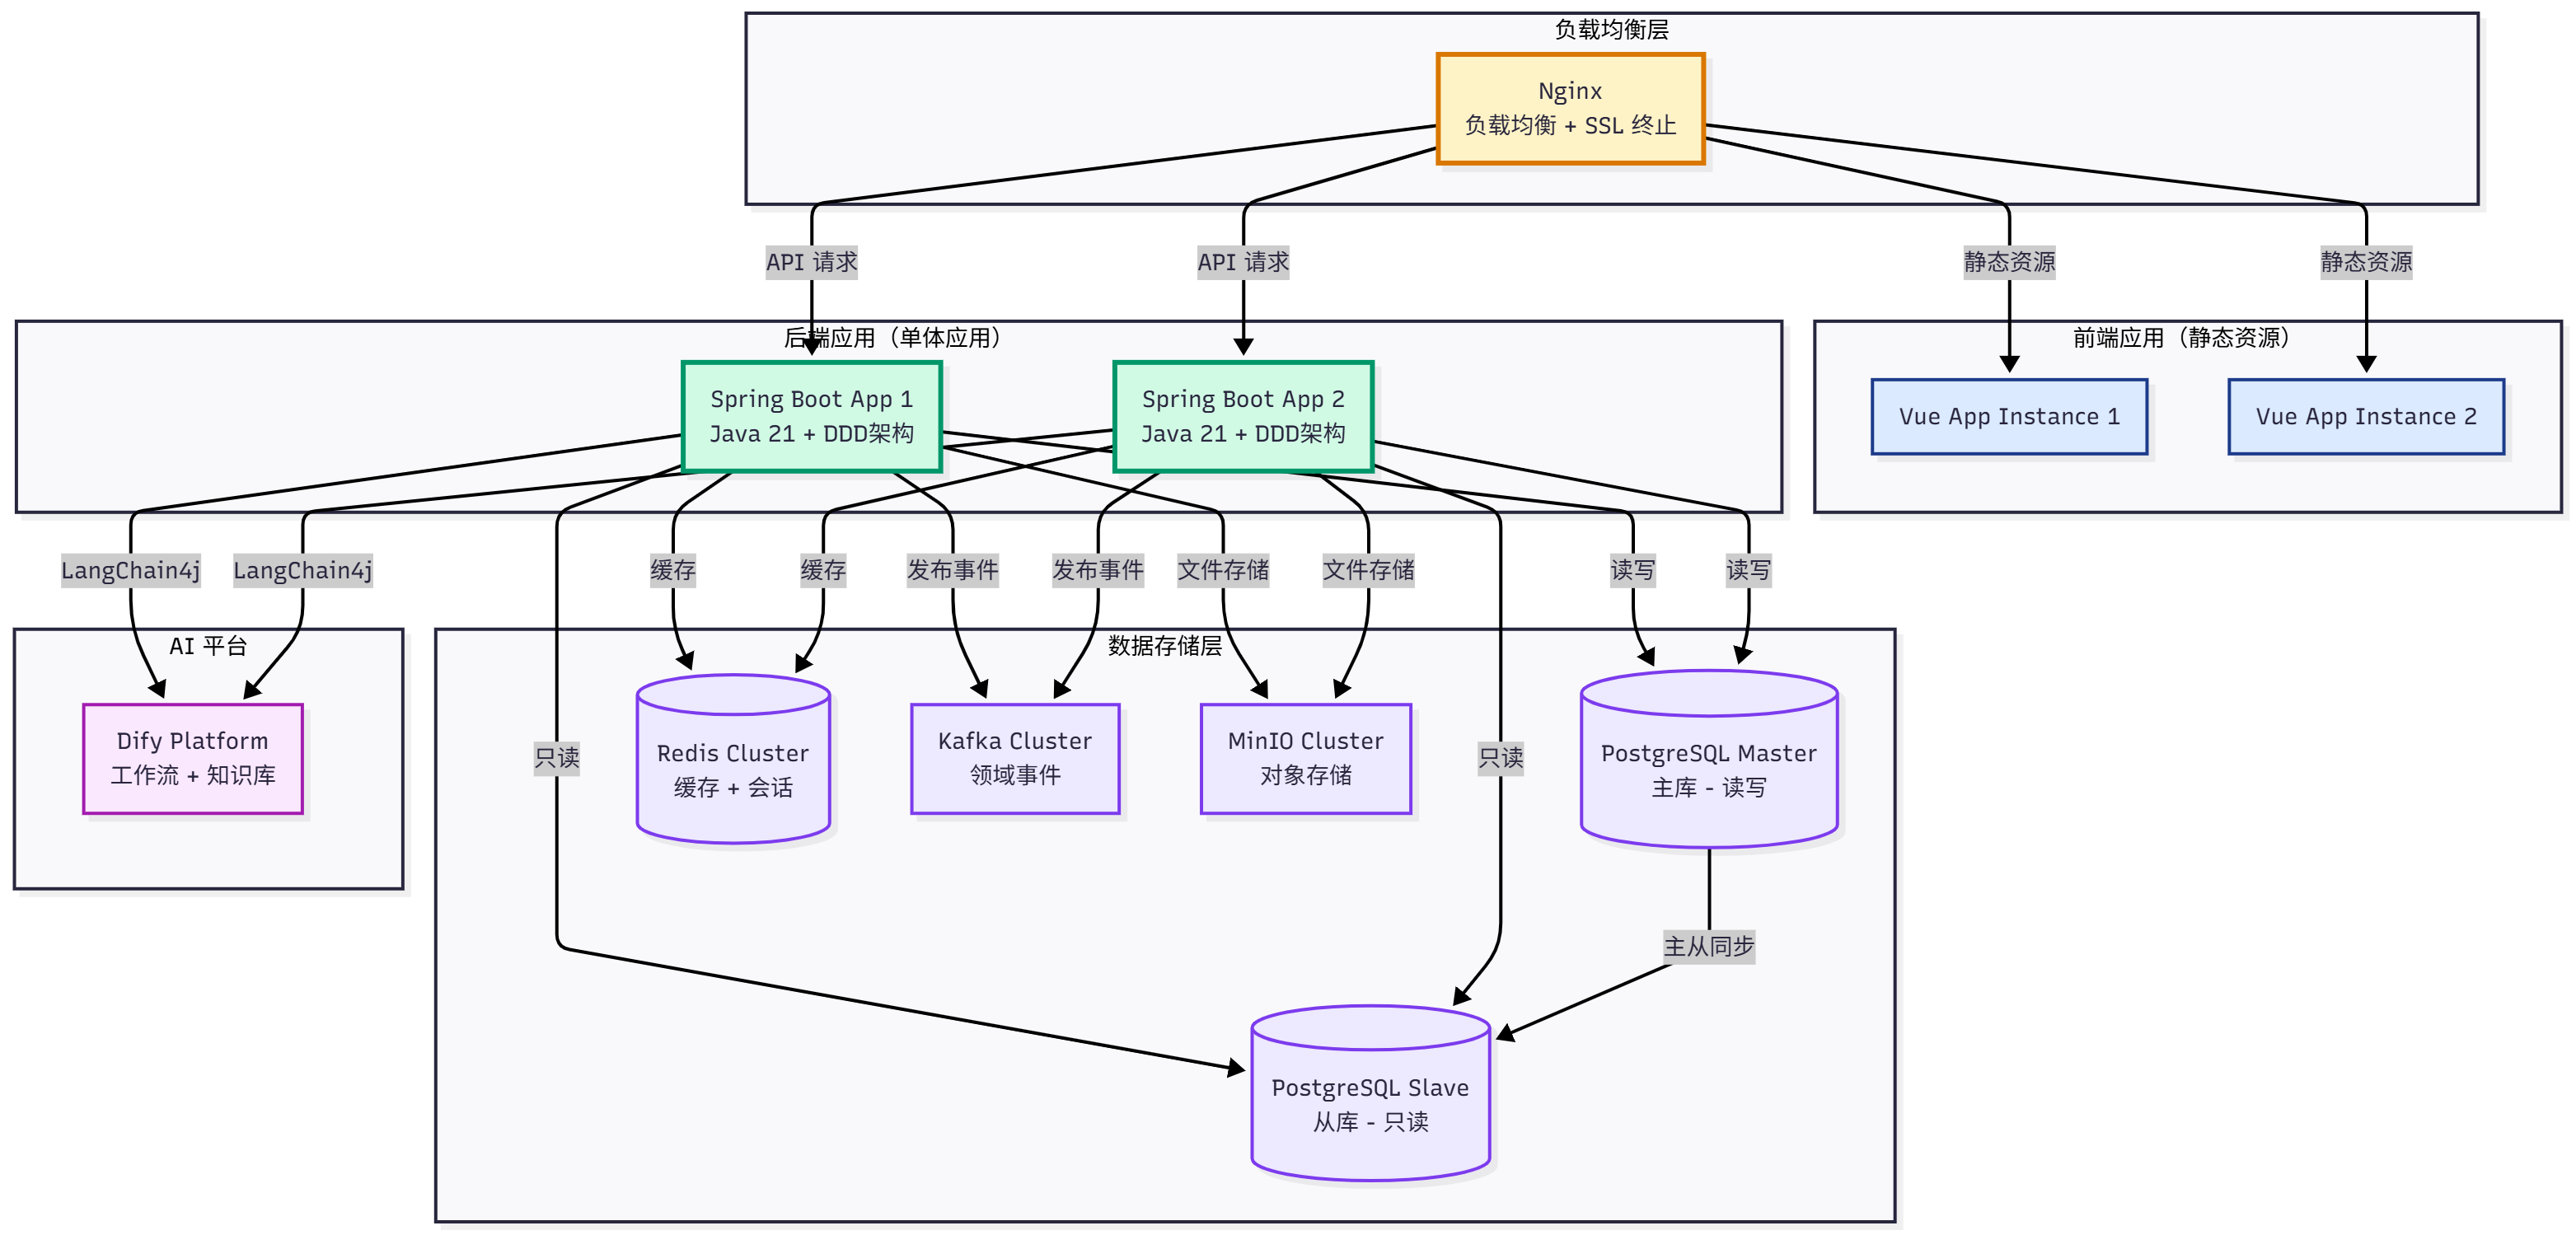 负载均衡层
Nginx
负载均衡 + SSL 终止
API 请求
API 请求
静态资源
静态资源
后端应用（单体应用）
前端应用（静态资源）
Spring Boot App 1
Java 21 + DDD架构
Spring Boot App 2
Java 21 + DDD架构
Vue App Instance 1
Vue App Instance 2
LangChain4j
LangChain4j
缓存
缓存
发布事件
发布事件
文件存储
文件存储
读写
读写
AI 平台
数据存储层
Dify Platform
工作流 + 知识库
只读
Redis Cluster
缓存 + 会话
Kafka Cluster
领域事件
MinIO Cluster
对象存储
只读
PostgreSQL Master
主库 - 读写
主从同步
PostgreSQL Slave
从库 - 只读